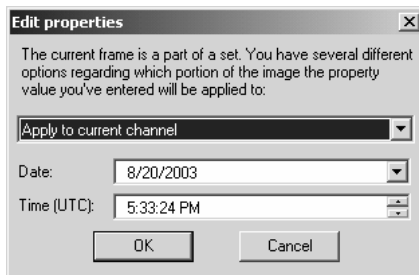 Edit properties
The current frame is a part of a set. You have several different
options regarding which portion of the image the property
value you've entered will be applied to:
Apply to current channel
Date: 8/20/2003
Time (UTC): 5:33:24 PM
OK Cancel